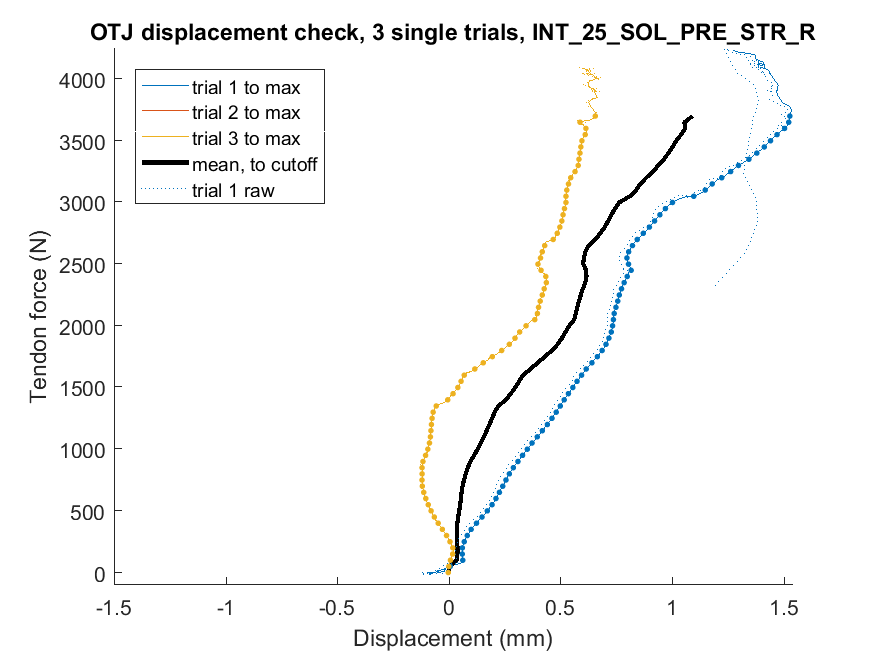 OTJ displacement check, 3 single trials, INT_25_SOL_PRE_STR_R
trial 1 to max
trial 2 to max
trial 3 to max
mean, to cutoff
trial 1 raw
Tendon force (N)
4000
3500
3000
2500
2000
1500
1000
500
0
-1.5
-1
-0.5
0
0.5
1
1.5
Displacement (mm)